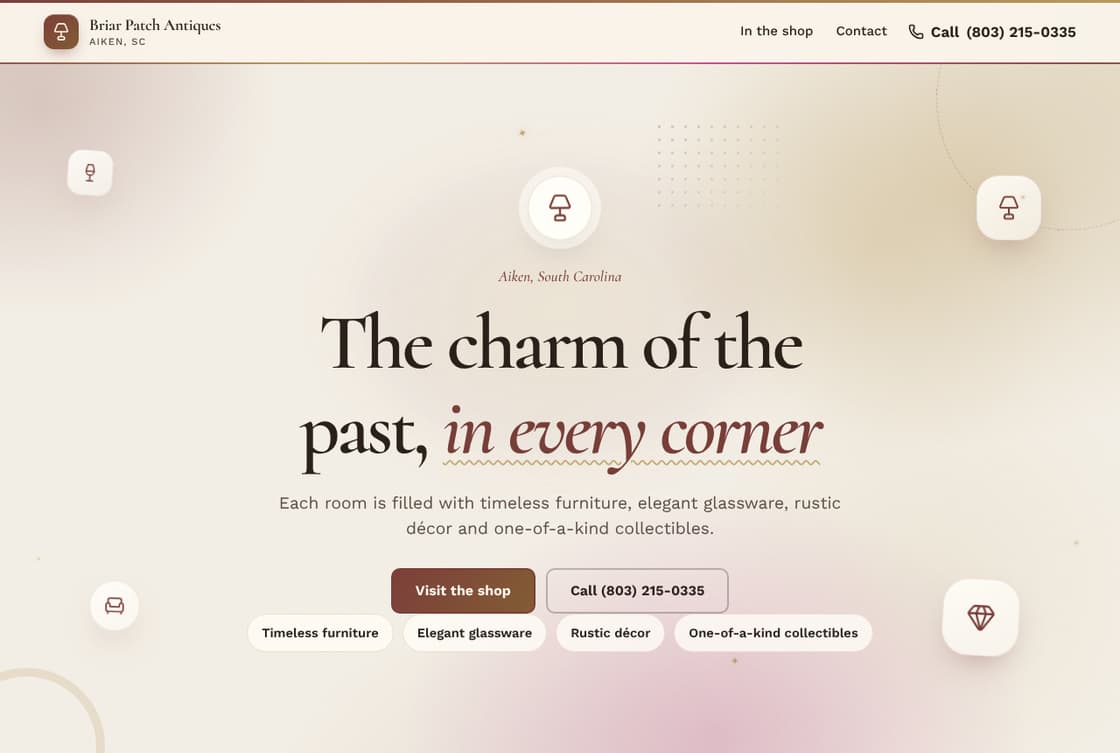 Briar Patch Antiques
AIKEN, SC
In the shop
Contact
Call (803) 215-0335
Aiken, South Carolina
The charm of the
past, in every corner
Each room is filled with timeless furniture, elegant glassware, rustic
décor and one-of-a-kind collectibles.
Visit the shop
Call (803) 215-0335
Timeless furniture
Elegant glassware
Rustic décor
One-of-a-kind collectibles